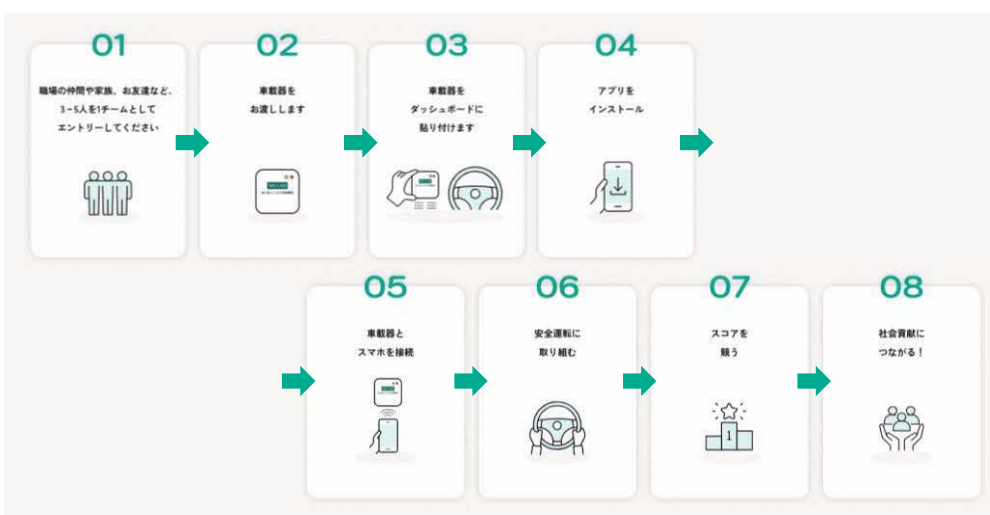 01
職場の仲間や家族、お友達など、
3~5人を1チームとして
エントリーしてください
02
車載器を
お渡しします
03
車載器を
ダッシュボードに
貼り付けます
04
アプリを
インストール
05
車載器と
スマホを接続
06
安全運転に
取り組む
07
スコアを
競う
1
08
社会貢献に
つながる！